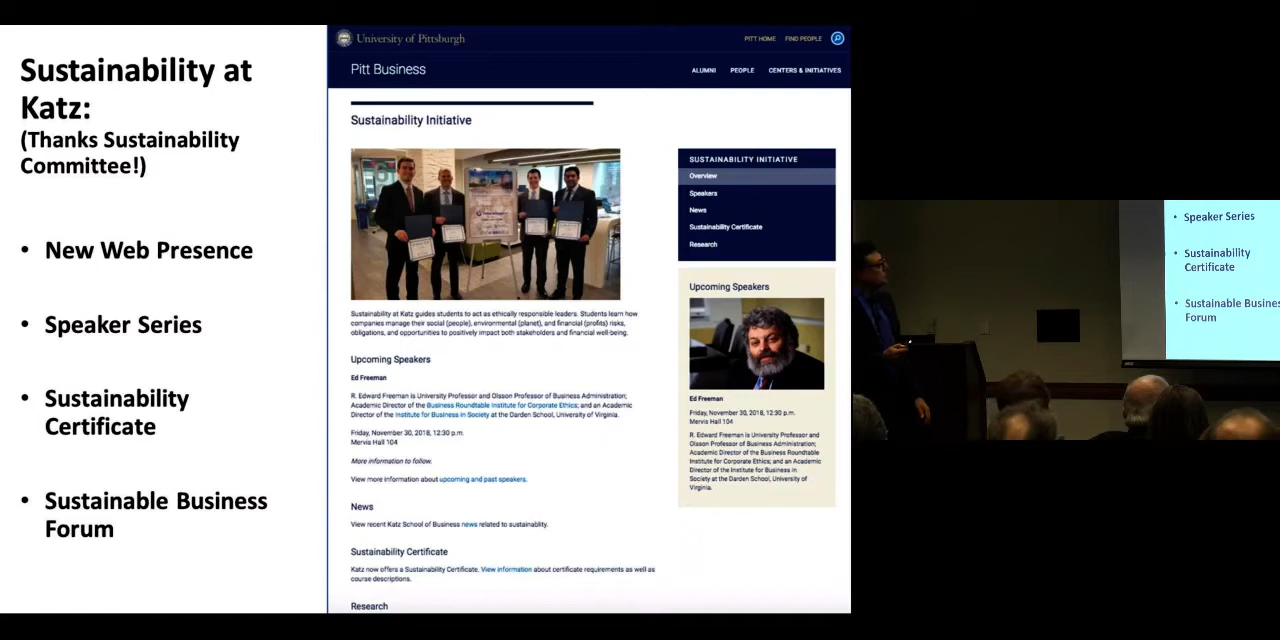 Sustainability at
Katz:
(Thanks Sustainability
Committee!)
• New Web Presence
• Speaker Series
• Sustainability
Certificate
• Sustainable Business
Forum
University of Pittsburgh
PITT HOME
FIND PEOPLE
Pitt Business
ALUMNI
PEOPLE
CENTERS & INITIATIVES
Sustainability Initiative
Sustainability at Katz guides students to act as ethically responsible leaders. Students learn how
companies manage their social (people), environmental (planet), and financial (profits) risks,
obligations, and opportunities to positively impact both stakeholders and financial well-being.
Upcoming Speakers
Ed Freeman
R. Edward Freeman is University Professor and Olsson Professor of Business Administration;
Academic Director of the Business Roundtable Institute for Corporate Ethics; and an Academic
Director of the Institute for Business in Society at the Darden School, University of Virginia.
Friday, November 30, 2018, 12:30 p.m.
Mervis Hall 104
More information to follow.
View more information about upcoming and past speakers.
News
View recent Katz School of Business news related to sustainablity.
Sustainability Certificate
Katz now offers a Sustainability Certificate. View information about certificate requirements as well as
course descriptions.
Research
SUSTAINABILITY INITIATIVE
Overview
Speakers
News
Sustainability Certificate
Research
Upcoming Speakers
Ed Freeman
Friday, November 30, 2018, 12:30 p.m.
Mervis Hall 104
R. Edward Freeman is University Professor and
Olsson Professor of Business Administration;
Academic Director of the Business Roundtable
Institute for Corporate Ethics; and an Academic
Director of the Institute for Business in
Society at the Darden School, University of
Virginia.
• Speaker Series
• Sustainability
Certificate
• Sustainable Busines
Forum